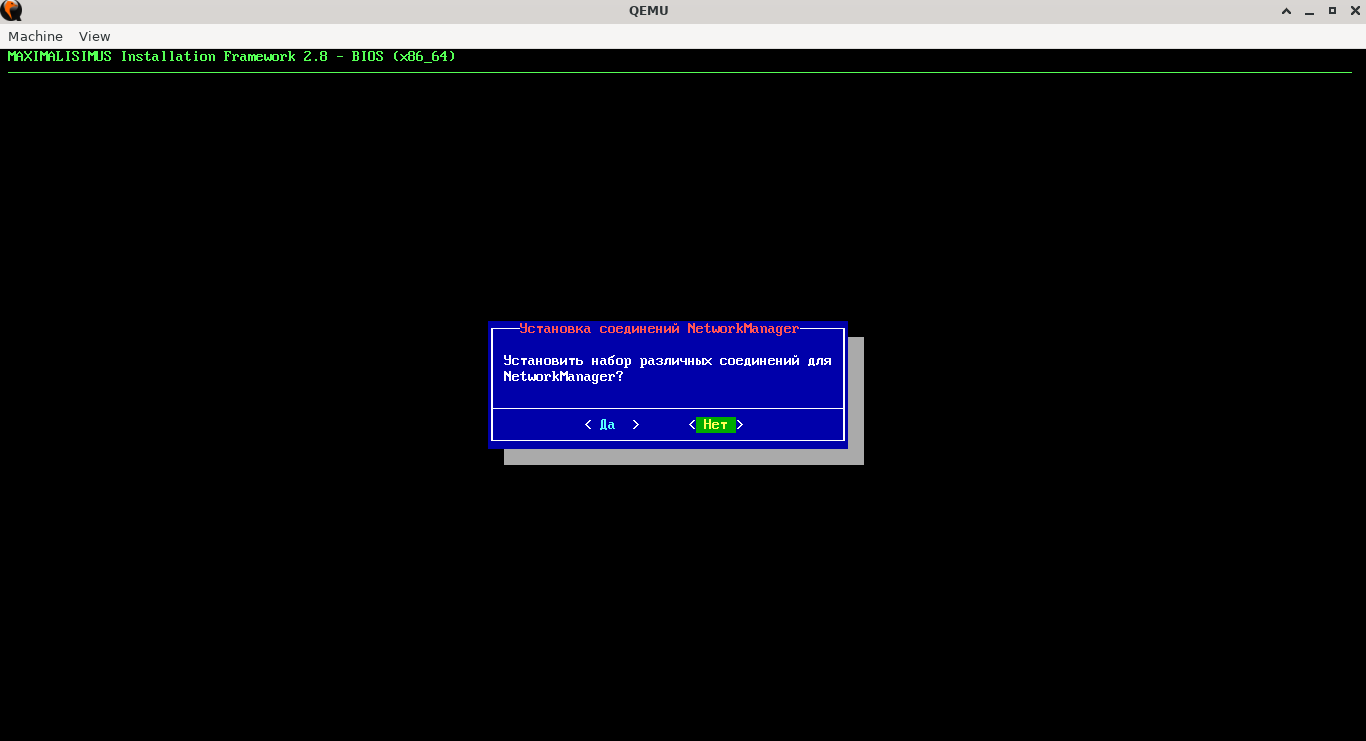 QEMU
Machine View
MAXIMALISIMUS Installation Framework 2.8 - BIOS (x86_64)
Установка соединений NetworkManager
Установить набор различных соединений для
NetworkManager?
< Да > < Нет >